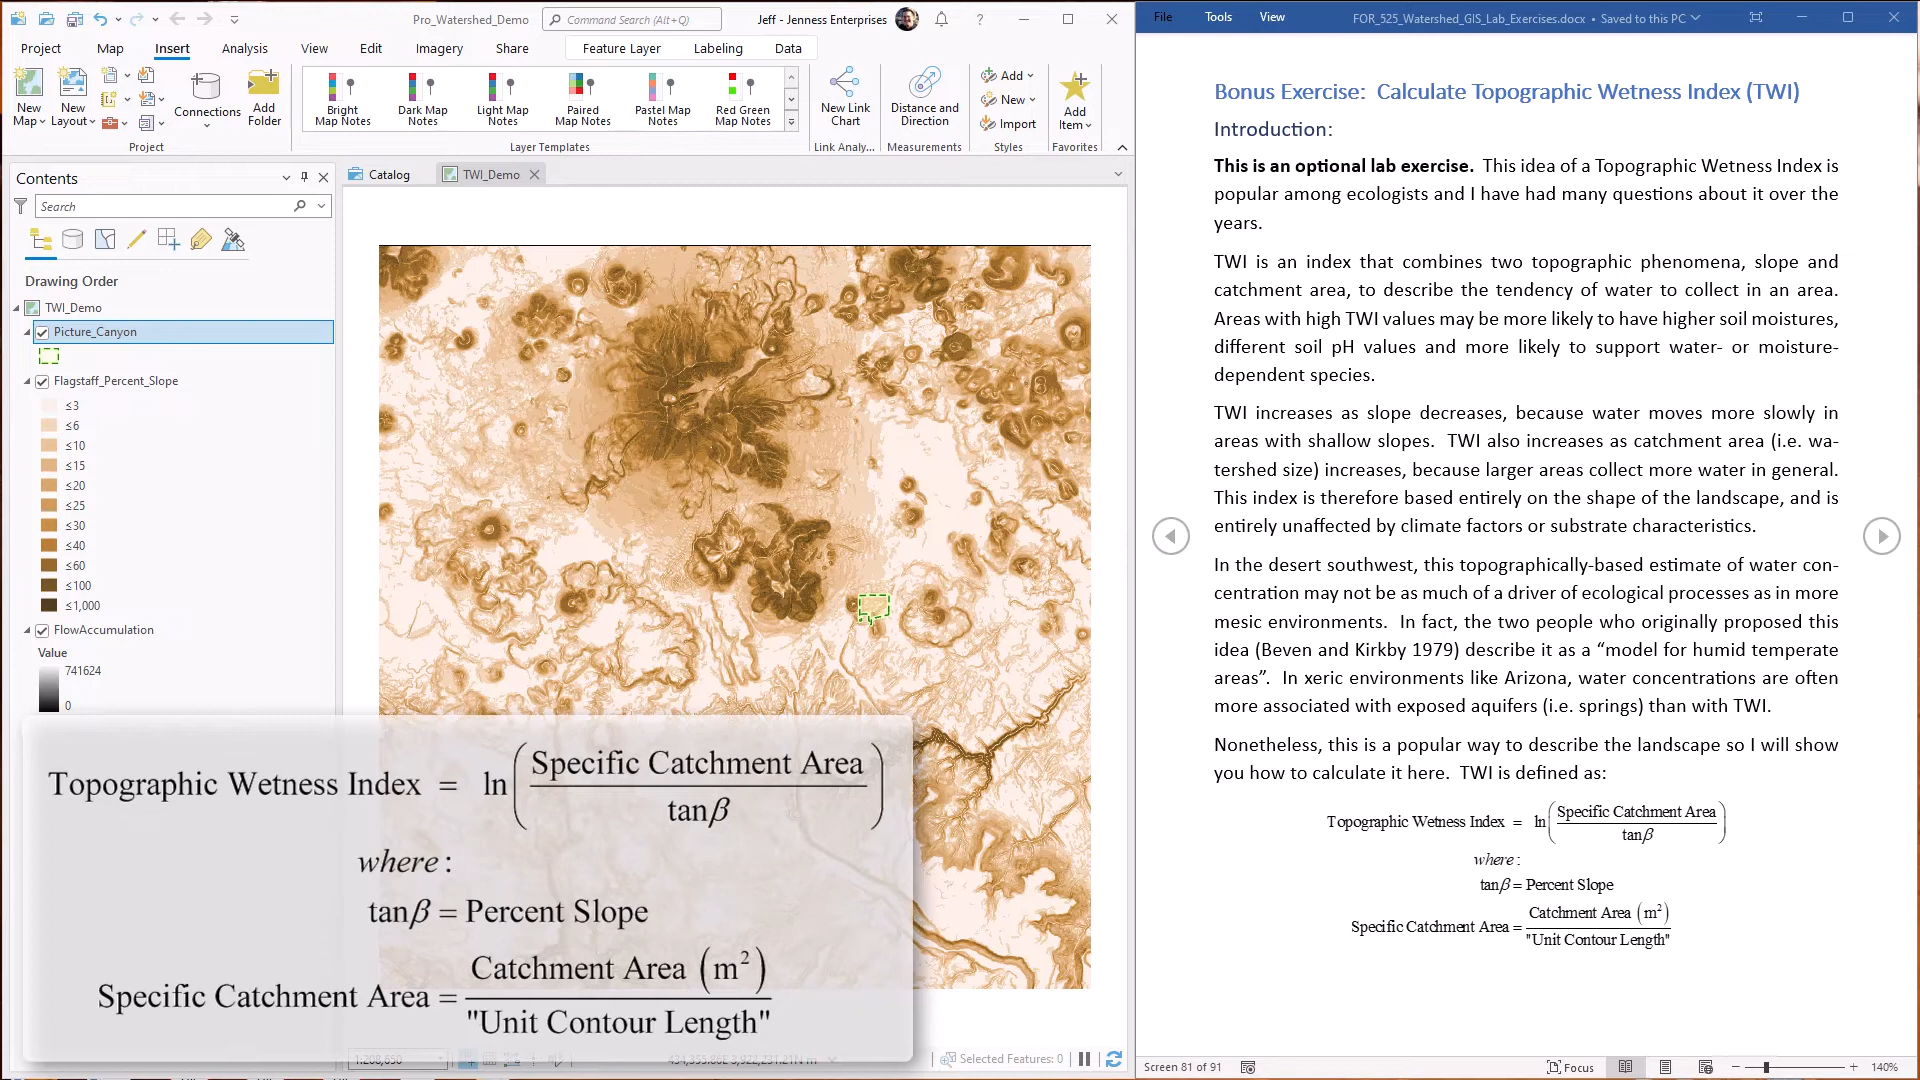 Pro_Watershed_Demo
Command Search (Alt+Q)
Jeff - Jenness Enterprises
?
Project Map Insert Analysis View Edit Imagery Share Feature Layer Labeling Data
New Map
New Layout
Connections
Add Folder
Project
Bright Map Notes
Dark Map Notes
Light Map Notes
Paired Map Notes
Pastel Map Notes
Red Green Map Notes
Layer Templates
New Link Chart
Link Analy...
Distance and Direction
Measurements
Add
New
Import
Styles
Add Item
Favorites
Contents
Search
Drawing Order
TWI_Demo
Picture_Canyon
Flagstaff_Percent_Slope
≤3
≤6
≤10
≤15
≤20
≤25
≤30
≤40
≤60
≤100
≤1,000
FlowAccumulation
Value
741624
0
Catalog
TWI_Demo
Topographic Wetness Index = ln(Specific Catchment Area / tanβ)
where:
tanβ = Percent Slope
Specific Catchment Area = Catchment Area (m²) / "Unit Contour Length"
1:208,650
Selected Features: 0
File Tools View
FOR_525_Watershed_GIS_Lab_Exercises.docx • Saved to this PC
Bonus Exercise: Calculate Topographic Wetness Index (TWI)
Introduction:
This is an optional lab exercise. This idea of a Topographic Wetness Index is
popular among ecologists and I have had many questions about it over the
years.
TWI is an index that combines two topographic phenomena, slope and
catchment area, to describe the tendency of water to collect in an area.
Areas with high TWI values may be more likely to have higher soil moistures,
different soil pH values and more likely to support water- or moisture-
dependent species.
TWI increases as slope decreases, because water moves more slowly in
areas with shallow slopes. TWI also increases as catchment area (i.e. wa-
tershed size) increases, because larger areas collect more water in general.
This index is therefore based entirely on the shape of the landscape, and is
entirely unaffected by climate factors or substrate characteristics.
In the desert southwest, this topographically-based estimate of water con-
centration may not be as much of a driver of ecological processes as in more
mesic environments. In fact, the two people who originally proposed this
idea (Beven and Kirkby 1979) describe it as a “model for humid temperate
areas”. In xeric environments like Arizona, water concentrations are often
more associated with exposed aquifers (i.e. springs) than with TWI.
Nonetheless, this is a popular way to describe the landscape so I will show
you how to calculate it here. TWI is defined as:
Topographic Wetness Index = ln(Specific Catchment Area / tanβ)
where:
tanβ = Percent Slope
Specific Catchment Area = Catchment Area (m²) / "Unit Contour Length"
Screen 81 of 91
Focus
140%